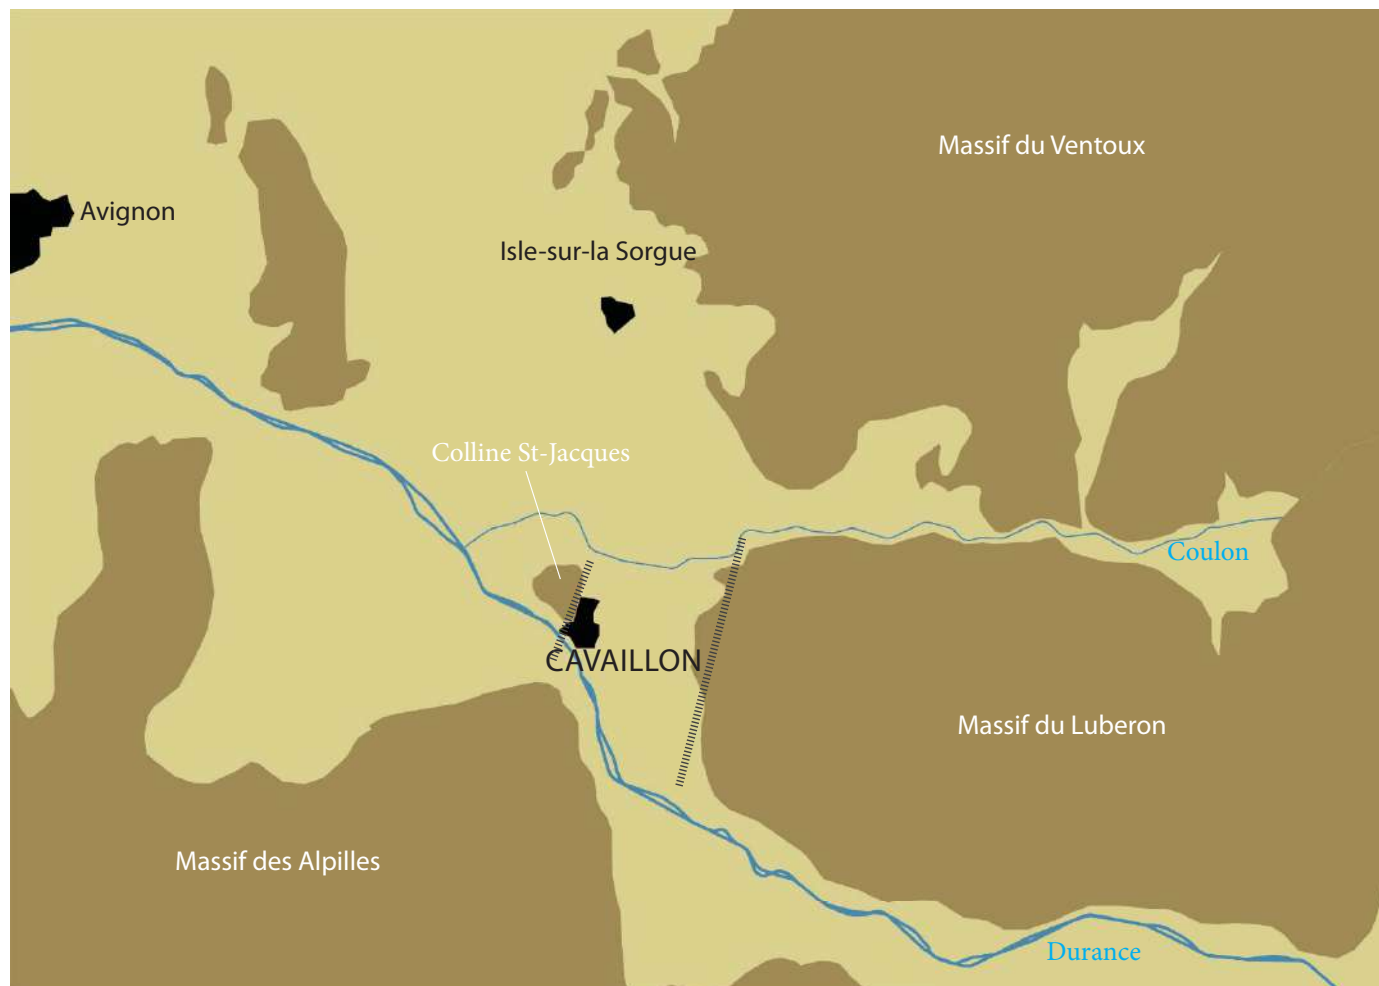 Massif du Ventoux
Avignon
Isle-sur-la Sorgue
Colline St-Jacques
Coulon
CAVAILLON
Massif du Luberon
Massif des Alpilles
Durance